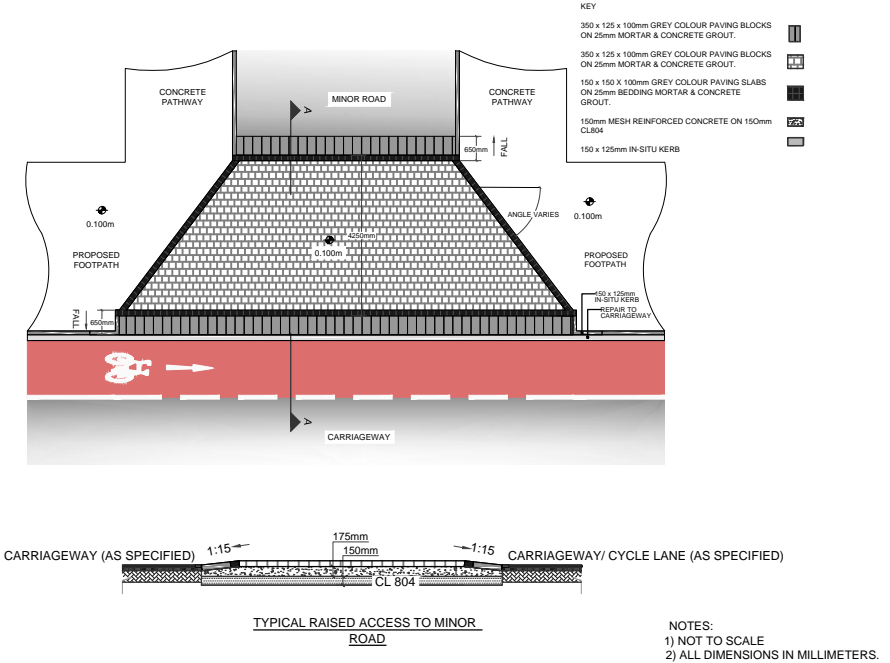 KEY
350 x 125 x 100mm GREY COLOUR PAVING BLOCKS
ON 25mm MORTAR & CONCRETE GROUT.
350 x 125 x 100mm GREY COLOUR PAVING BLOCKS
ON 25mm MORTAR & CONCRETE GROUT.
150 x 150 X 100mm GREY COLOUR PAVING SLABS
ON 25mm BEDDING MORTAR & CONCRETE
GROUT.
150mm MESH REINFORCED CONCRETE ON 150mm
CL804
150 x 125mm IN-SITU KERB
CONCRETE
PATHWAY
MINOR ROAD
A
CONCRETE
PATHWAY
650mm
FALL
ANGLE VARIES
0.100m
0.100m
4250mm
0.100m
PROPOSED
FOOTPATH
PROPOSED
FOOTPATH
FALL
650mm
150 x 125mm
IN-SITU KERB
REPAIR TO
CARRIAGEWAY
A
CARRIAGEWAY
CARRIAGEWAY (AS SPECIFIED)
1:15
175mm
150mm
1:15
CARRIAGEWAY/ CYCLE LANE (AS SPECIFIED)
CL 804
TYPICAL RAISED ACCESS TO MINOR
ROAD
NOTES:
1) NOT TO SCALE
2) ALL DIMENSIONS IN MILLIMETERS.